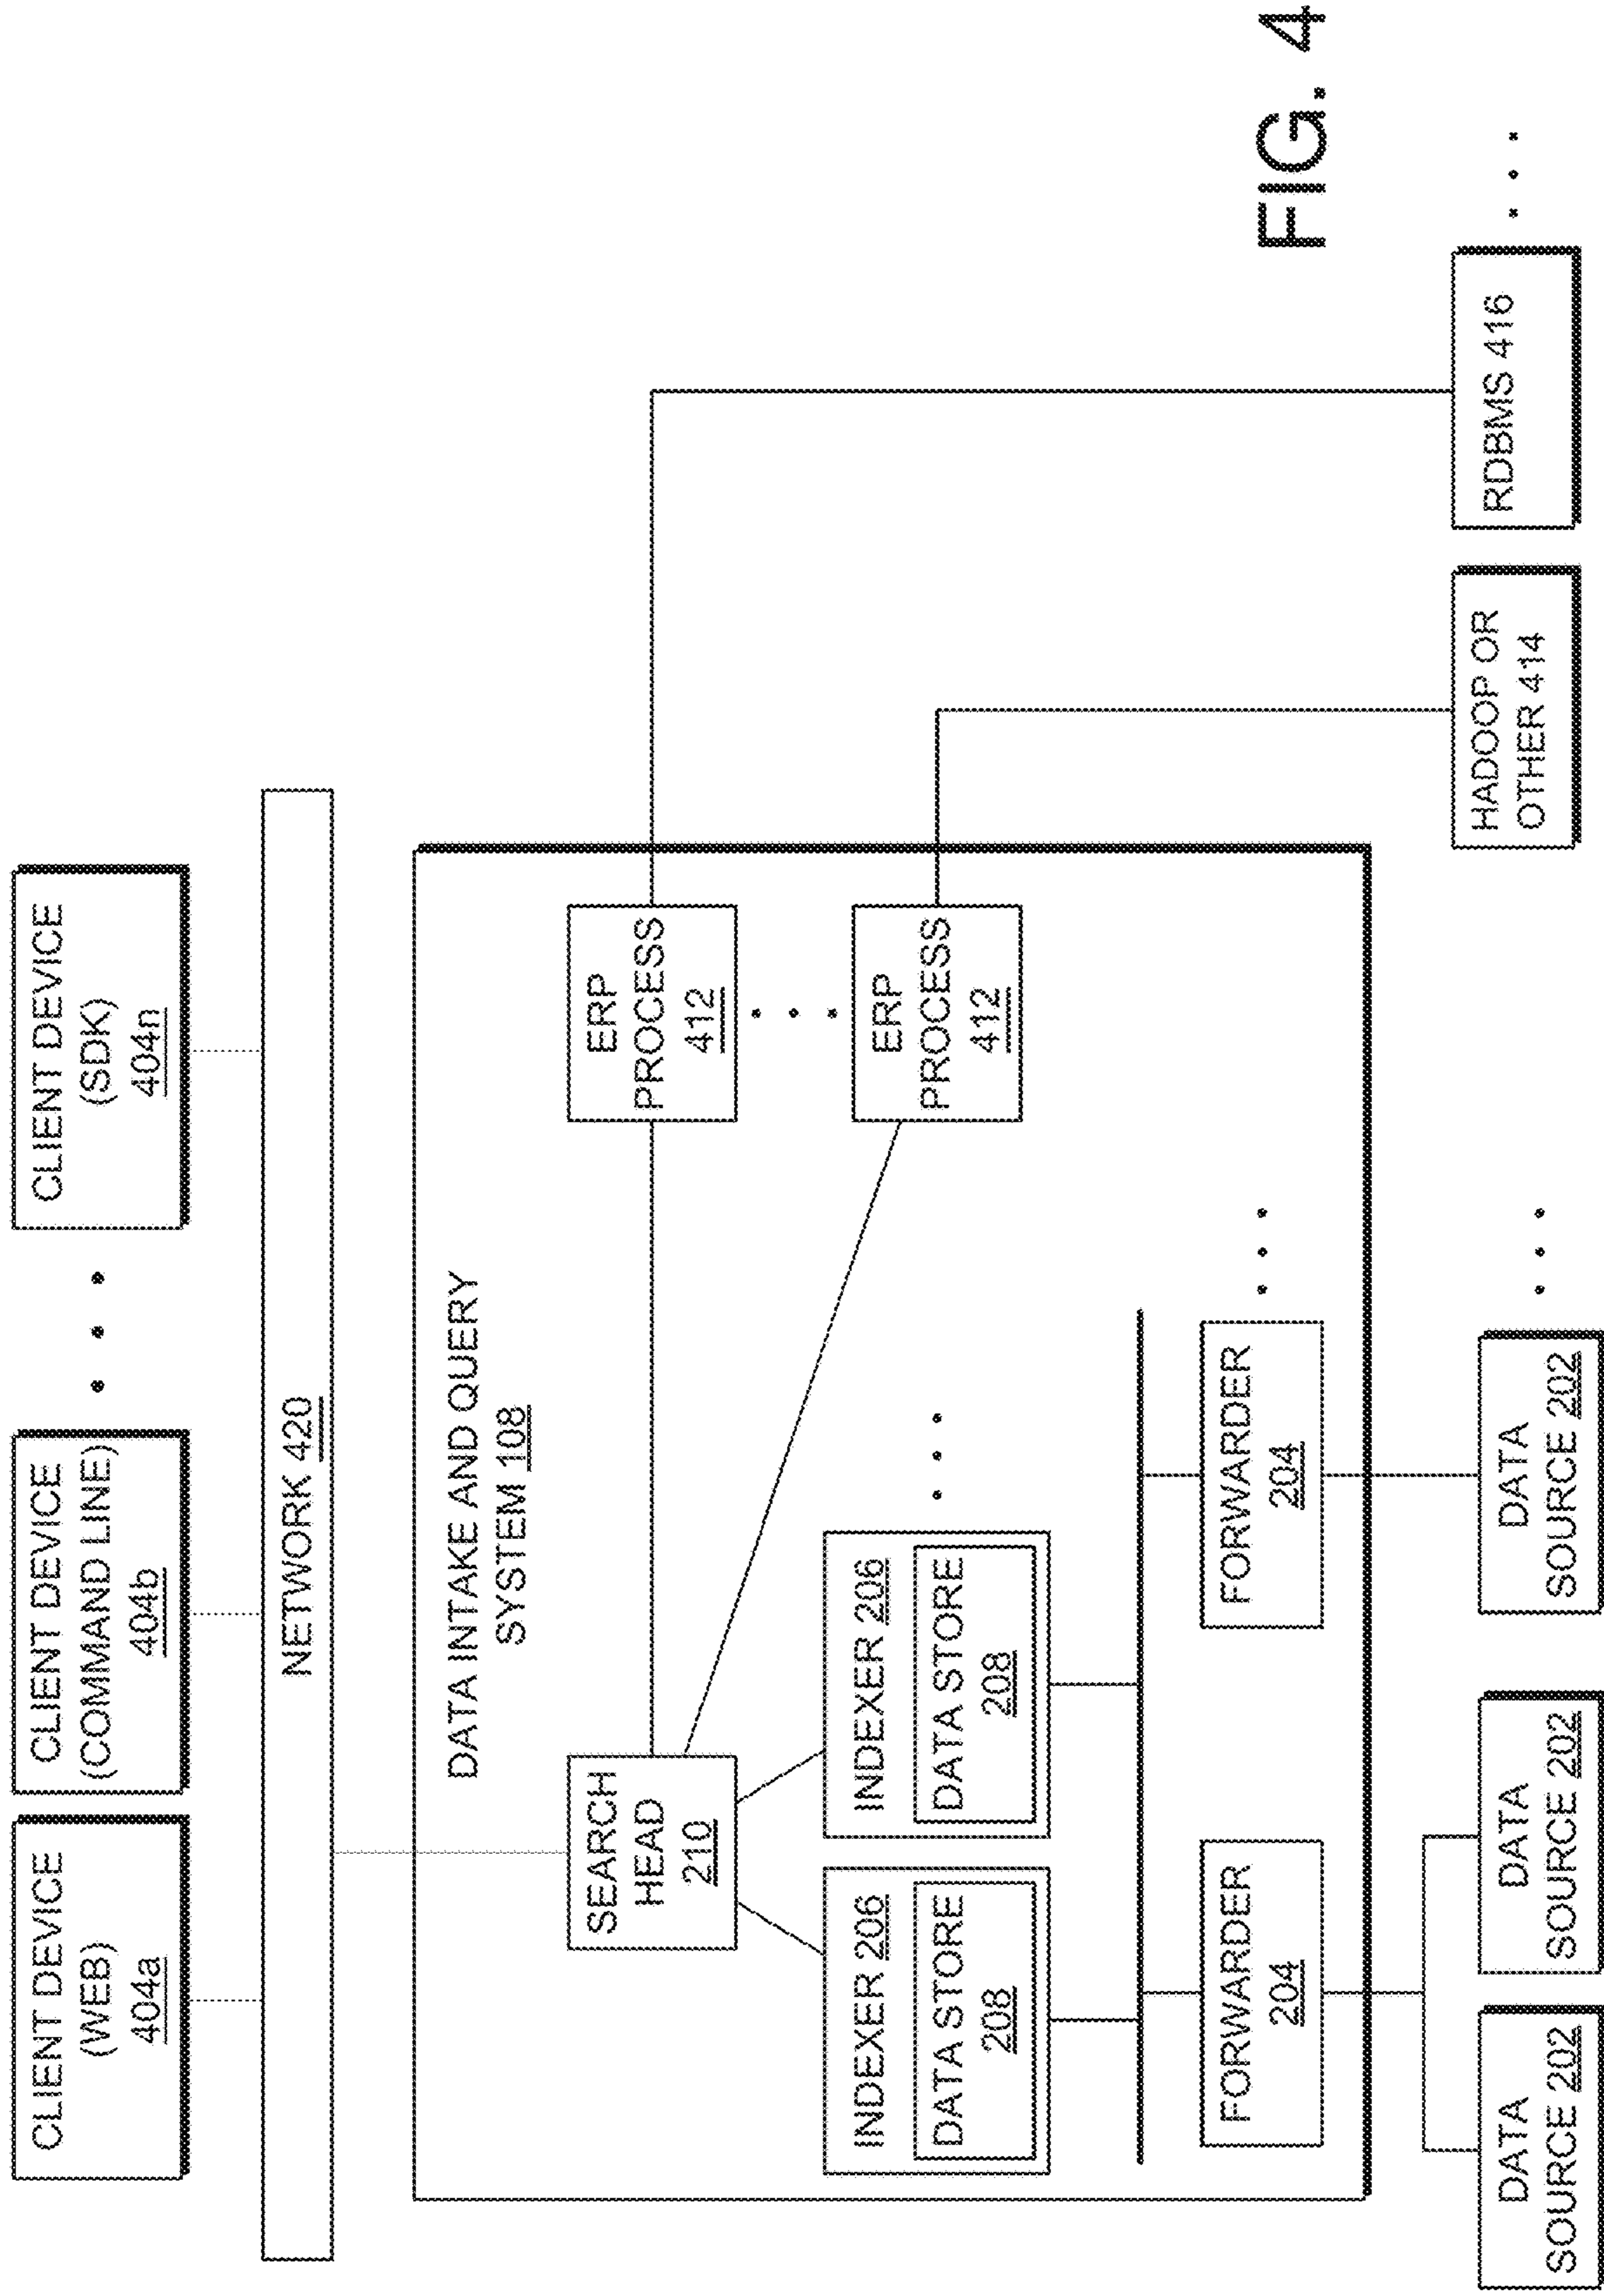 CLIENT DEVICE
(WEB)
404a
CLIENT DEVICE
(COMMAND LINE)
404b
CLIENT DEVICE
(SDK)
404n
NETWORK 420
DATA INTAKE AND QUERY
SYSTEM 108
SEARCH
HEAD
210
ERP
PROCESS
412
INDEXER 206
DATA STORE
208
INDEXER 206
DATA STORE
208
ERP
PROCESS
412
FORWARDER
204
FORWARDER
204
DATA
SOURCE 202
DATA
SOURCE 202
DATA
SOURCE 202
HADOOP OR
OTHER 414
RDBMS 416
FIG. 4